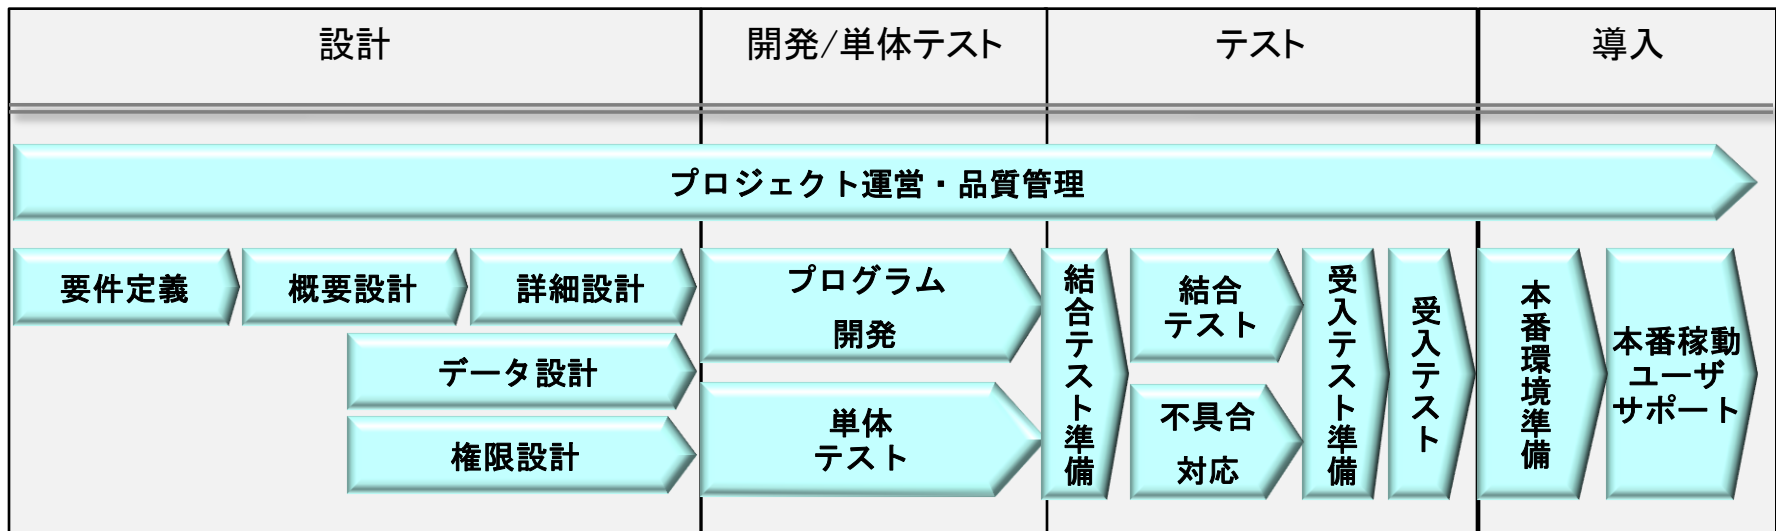 設計
開発/単体テスト
テスト
導入
プロジェクト運営・品質管理
要件定義
概要設計
詳細設計
データ設計
権限設計
プログラム
開発
単体
テスト
結合テスト準備
結合
テスト
不具合
対応
受入テスト準備
受入テスト
本番環境準備
本番稼動
ユーザ
サポート